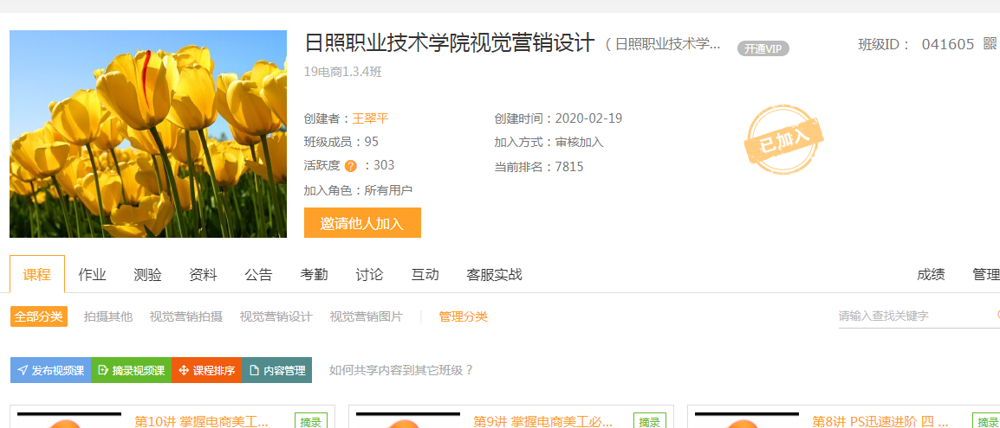 日照职业技术学院视觉营销设计 （ 日照职业技术学... 开通VIP 班级ID： 041605
19电商1.3.4班
创建者：王翠平 创建时间：2020-02-19
班级成员：95 加入方式：审核加入
已加入
活跃度 ? ：303 当前排名：7815
加入角色：所有用户
邀请他人加入
课程 作业 测验 资料 公告 考勤 讨论 互动 客服实战 成绩 管理
全部分类 拍摄其他 视觉营销拍摄 视觉营销设计 视觉营销图片 | 管理分类 请输入查找关键字
发布视频课 摘录视频课 课程排序 内容管理 如何共享内容到其它班级？
第10讲 掌握电商美工... 摘录 第9讲 掌握电商美工必... 摘录 第8讲 PS迅速进阶 四 ... 摘录